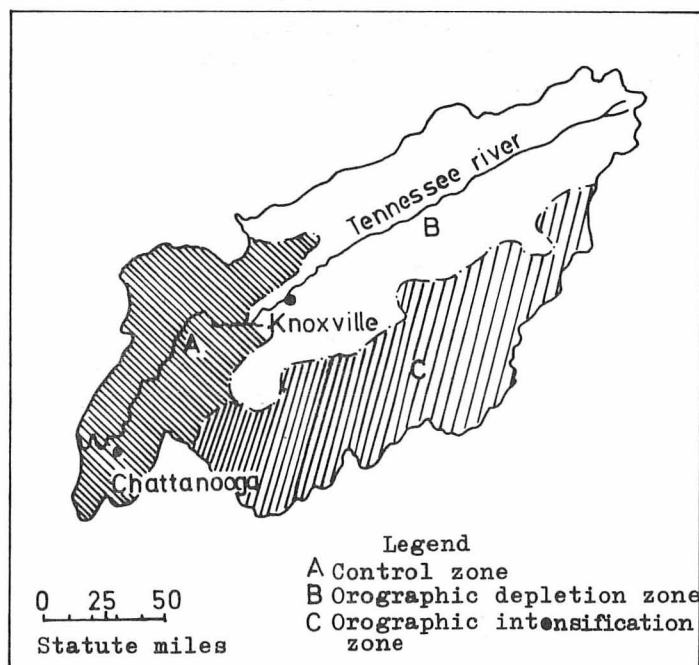 Tennessee river
B
Knoxville
A
C
Chattanooga
Legend
A Control zone
B Orographic depletion zone
C Orographic intensification
zone
0 25 50
Statute miles